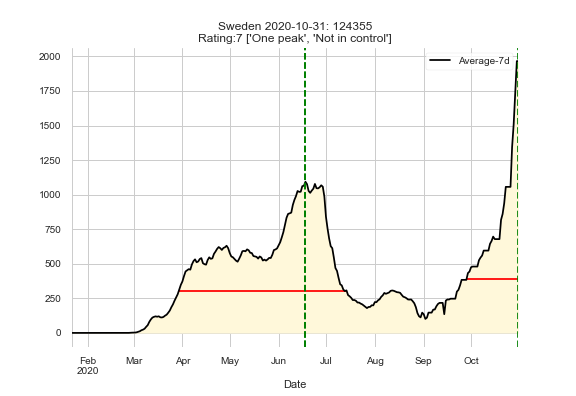 Sweden 2020-10-31: 124355
Rating:7 ['One peak', 'Not in control']
Average-7d
2000
1750
1500
1250
1000
750
500
250
0
Feb Mar Apr May Jun Jul Aug Sep Oct
2020
Date